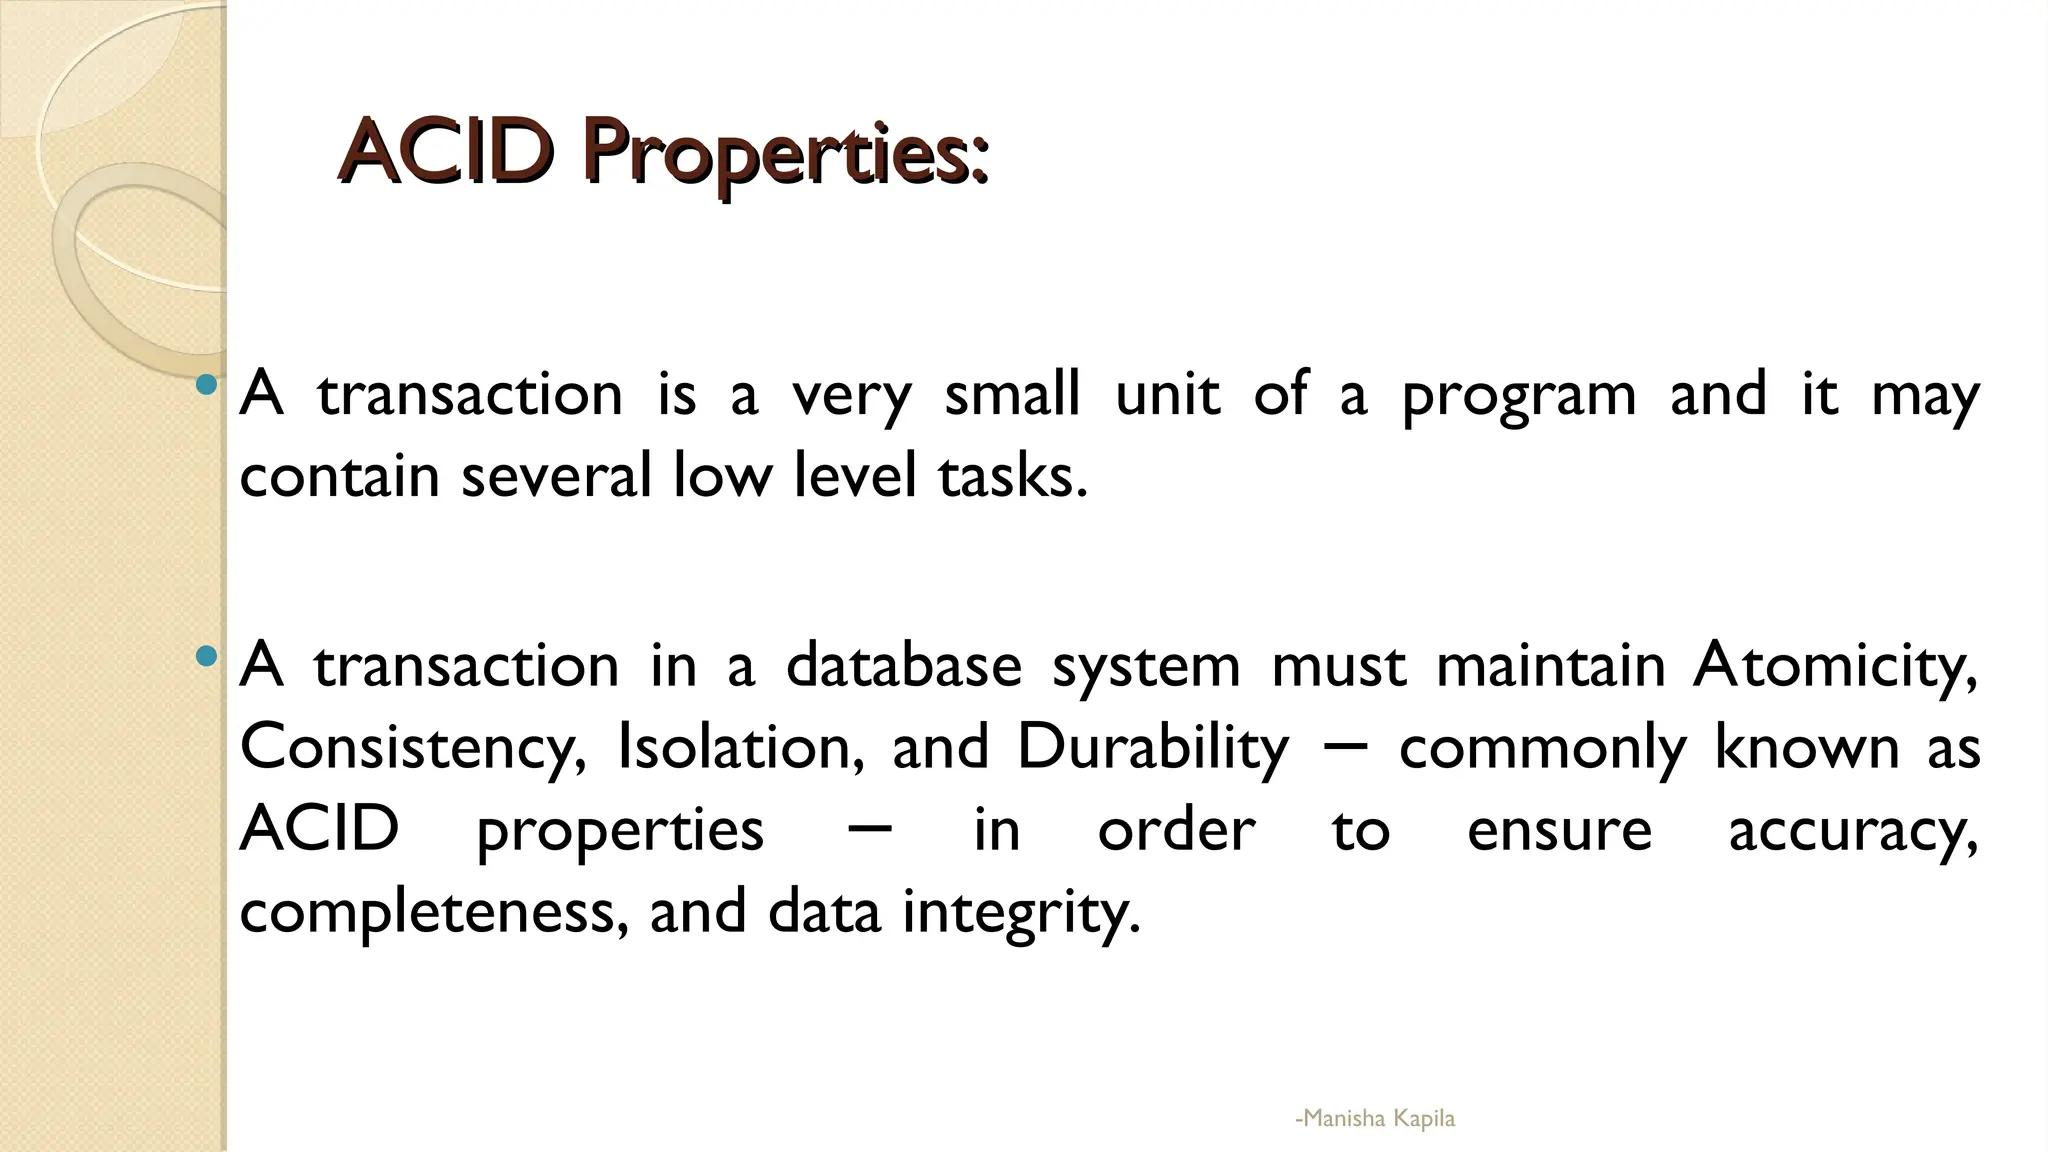 ACID Properties:
• A transaction is a very small unit of a program and it may
contain several low level tasks.
• A transaction in a database system must maintain Atomicity,
Consistency, Isolation, and Durability − commonly known as
ACID properties − in order to ensure accuracy,
completeness, and data integrity.
-Manisha Kapila